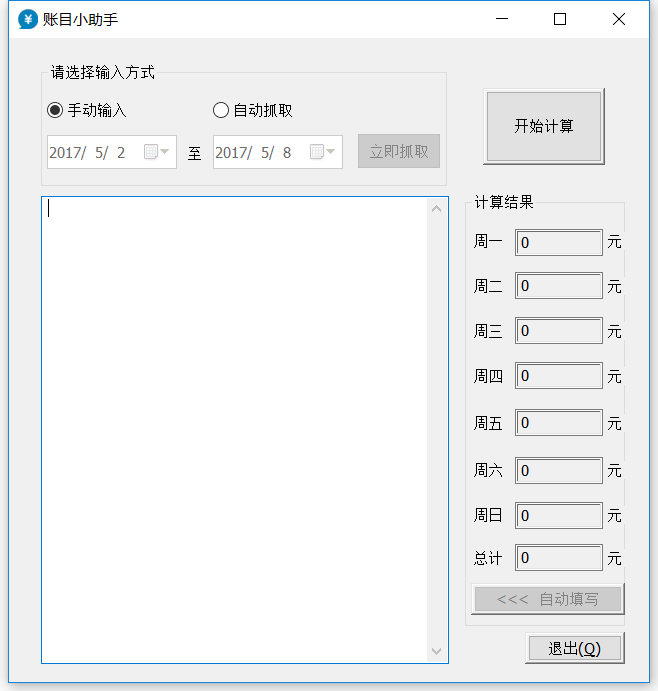 账目小助手
请选择输入方式
手动输入 自动抓取
2017/ 5/ 2 至 2017/ 5/ 8 立即抓取
开始计算
计算结果
周一 0 元
周二 0 元
周三 0 元
周四 0 元
周五 0 元
周六 0 元
周日 0 元
总计 0 元
<<< 自动填写
退出(Q)